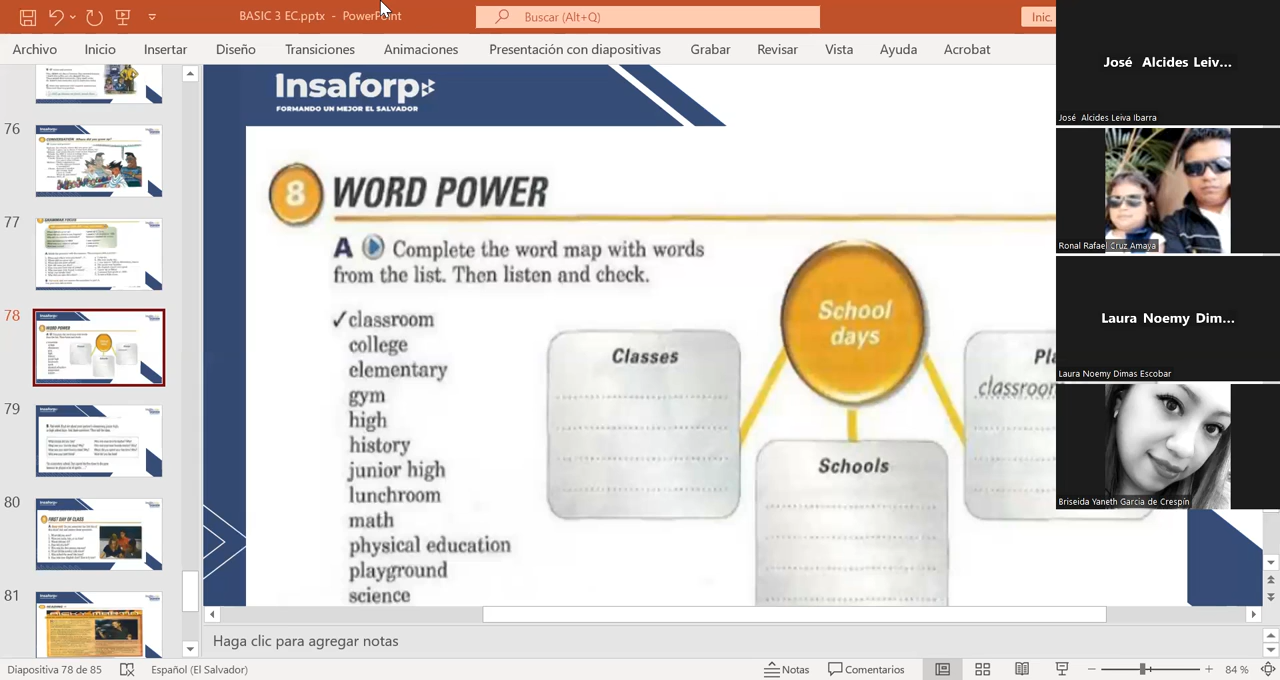 BASIC 3 EC.pptx - PowerPoint
Buscar (Alt+Q)
Inic.
Archivo
Inicio
Insertar
Diseño
Transiciones
Animaciones
Presentación con diapositivas
Grabar
Revisar
Vista
Ayuda
Acrobat
76
77
78
79
80
81
Insaforp
FORMANDO UN MEJOR EL SALVADOR
8 WORD POWER
A Complete the word map with words
from the list. Then listen and check.
✓classroom
college
elementary
gym
high
history
junior high
lunchroom
math
physical education
playground
science
School
days
Classes
Schools
Pla
classroom
José Alcides Leiv...
José Alcides Leiva Ibarra
Ronal Rafael Cruz Amaya
Laura Noemy Dim...
Laura Noemy Dimas Escobar
Briseida Yaneth García de Crespín
Haga clic para agregar notas
Diapositiva 78 de 85
Español (El Salvador)
Notas
Comentarios
84 %